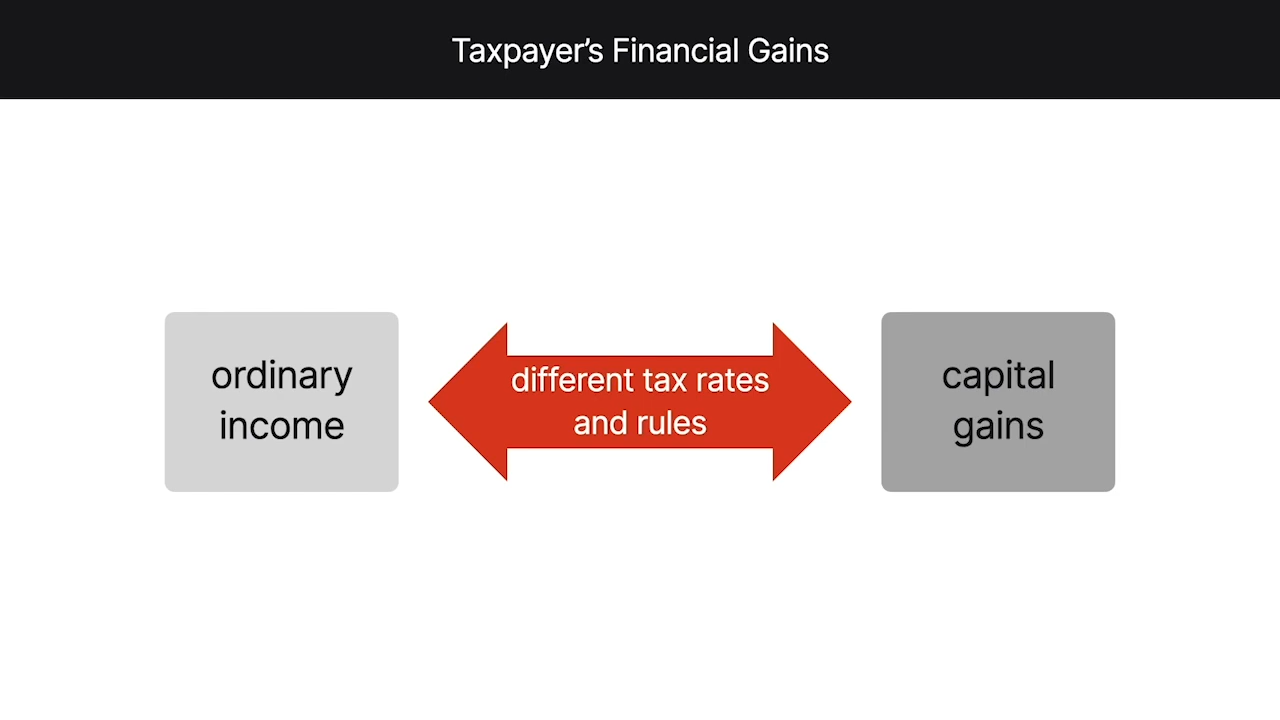 Taxpayer’s Financial Gains
ordinary
income
different tax rates
and rules
capital
gains